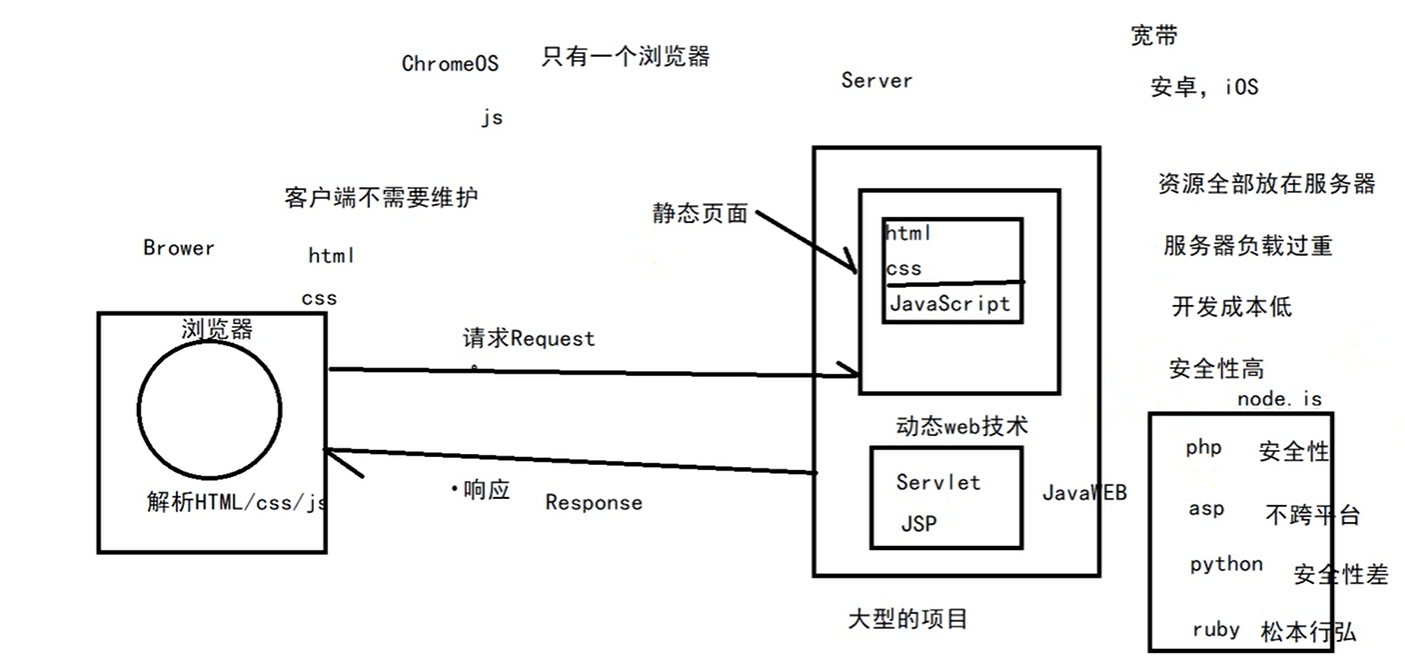 ChromeOS 只有一个浏览器
js
客户端不需要维护
Brower
html
css
浏览器
解析HTML/css/js
请求Request
响应 Response
Server
静态页面
html
css
JavaScript
动态web技术
Servlet
JSP
JavaWEB
大型的项目
宽带
安卓，iOS
资源全部放在服务器
服务器负载过重
开发成本低
安全性高
node.is
php 安全性
asp 不跨平台
python 安全性差
ruby 松本行弘